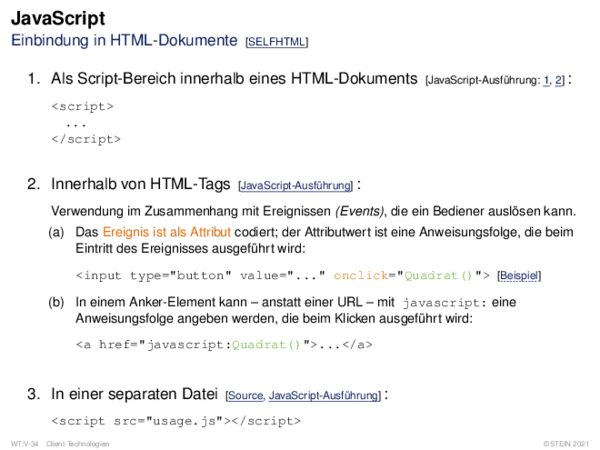 JavaScript
Einbindung in HTML-Dokumente [SELFHTML]
1. Als Script-Bereich innerhalb eines HTML-Dokuments [JavaScript-Ausführung: 1, 2] :
<script>
...
</script>
2. Innerhalb von HTML-Tags [JavaScript-Ausführung] :
Verwendung im Zusammenhang mit Ereignissen (Events), die ein Bediener auslösen kann.
(a) Das Ereignis ist als Attribut codiert; der Attributwert ist eine Anweisungsfolge, die beim
Eintritt des Ereignisses ausgeführt wird:
<input type="button" value="..." onclick="Quadrat()"> [Beispiel]
(b) In einem Anker-Element kann – anstatt einer URL – mit javascript: eine
Anweisungsfolge angeben werden, die beim Klicken ausgeführt wird:
<a href="javascript:Quadrat()">...</a>
3. In einer separaten Datei [Source, JavaScript-Ausführung] :
<script src="usage.js"></script>
WT:V-34 Client-Technologien ©STEIN 2021